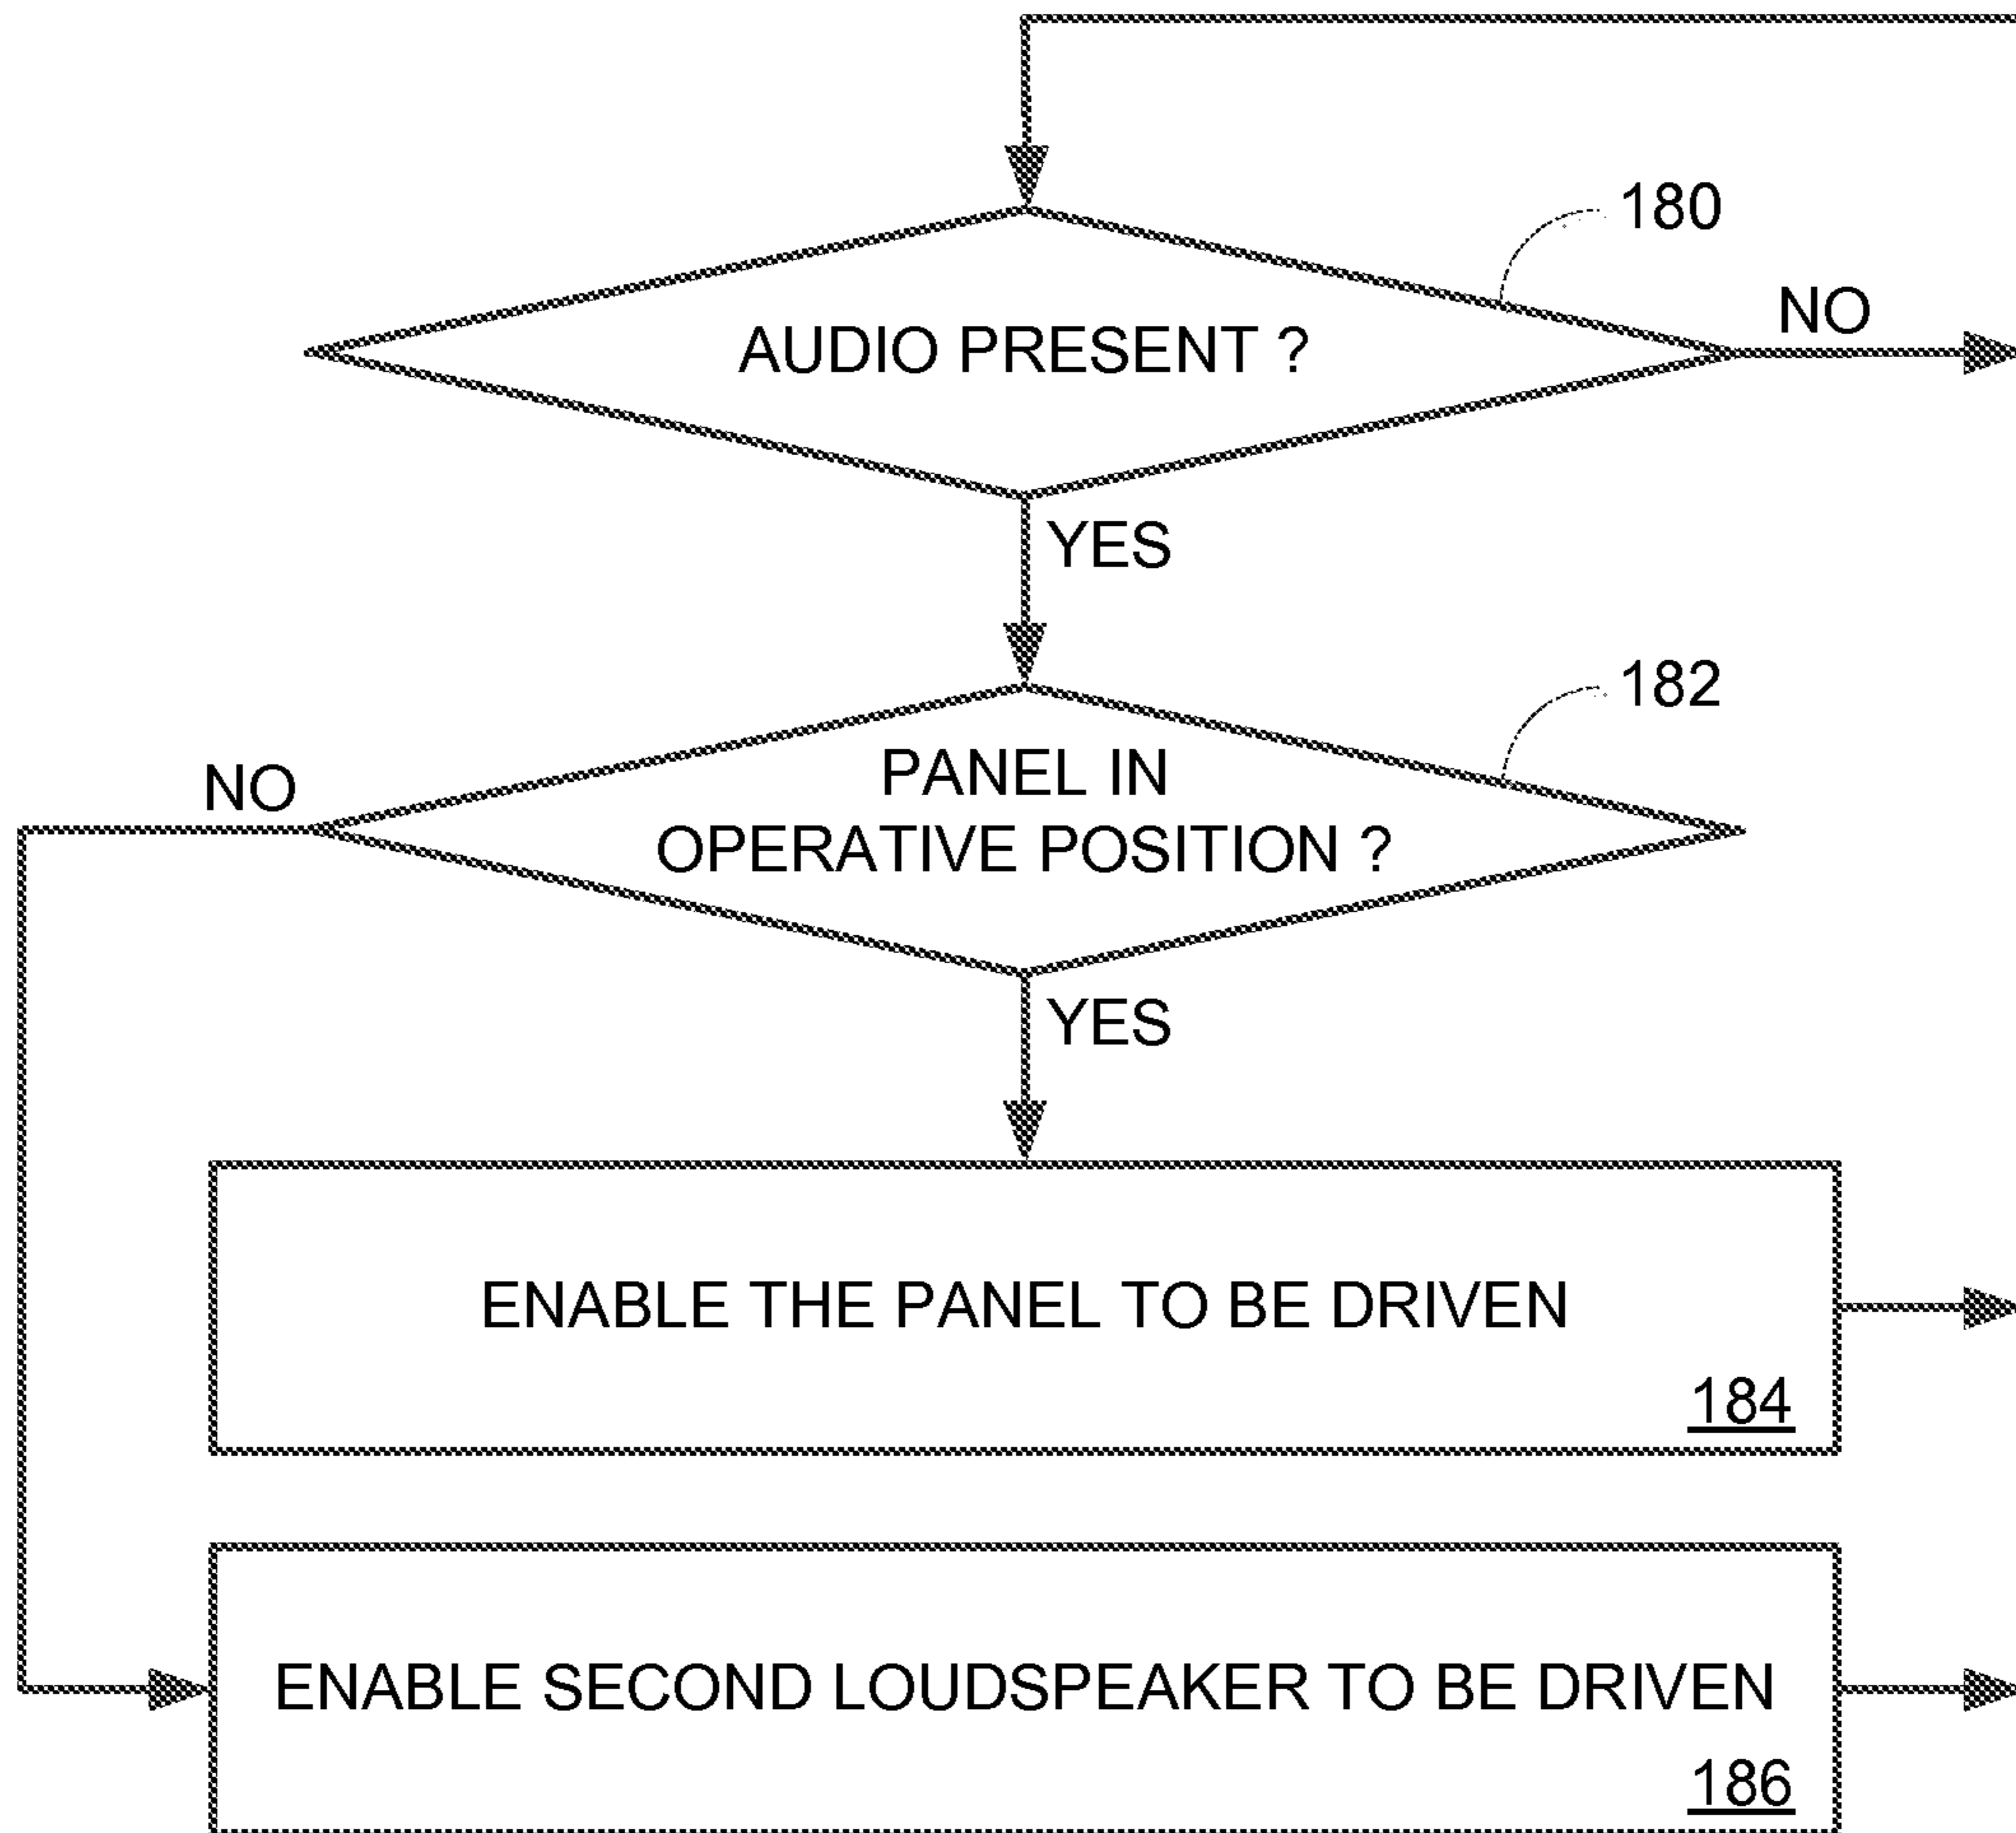 180
NO
AUDIO PRESENT ?
YES
182
NO
PANEL IN
OPERATIVE POSITION ?
YES
ENABLE THE PANEL TO BE DRIVEN
184
ENABLE SECOND LOUDSPEAKER TO BE DRIVEN
186